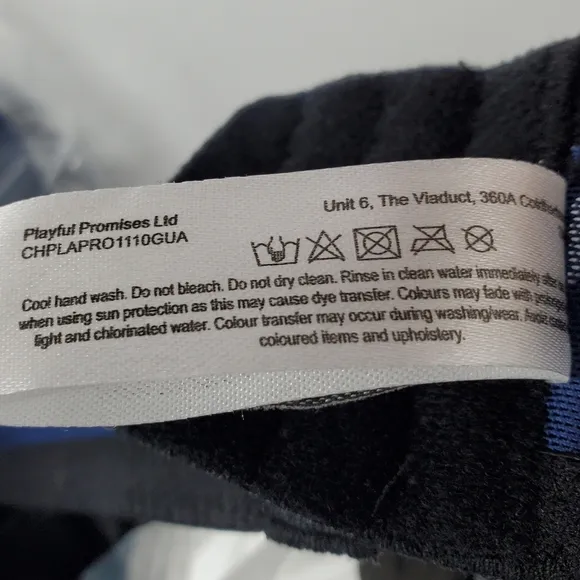 Playful Promises Ltd
CHPLAPRO1110GUA
Unit 6, The Viaduct, 360A
Cool hand wash. Do not bleach. Do not dry clean. Rinse in clean water immediately after
when using sun protection as this may cause dye transfer. Colours may fade with
light and chlorinated water. Colour transfer may occur during washing/wear. Avoid
coloured items and upholstery.